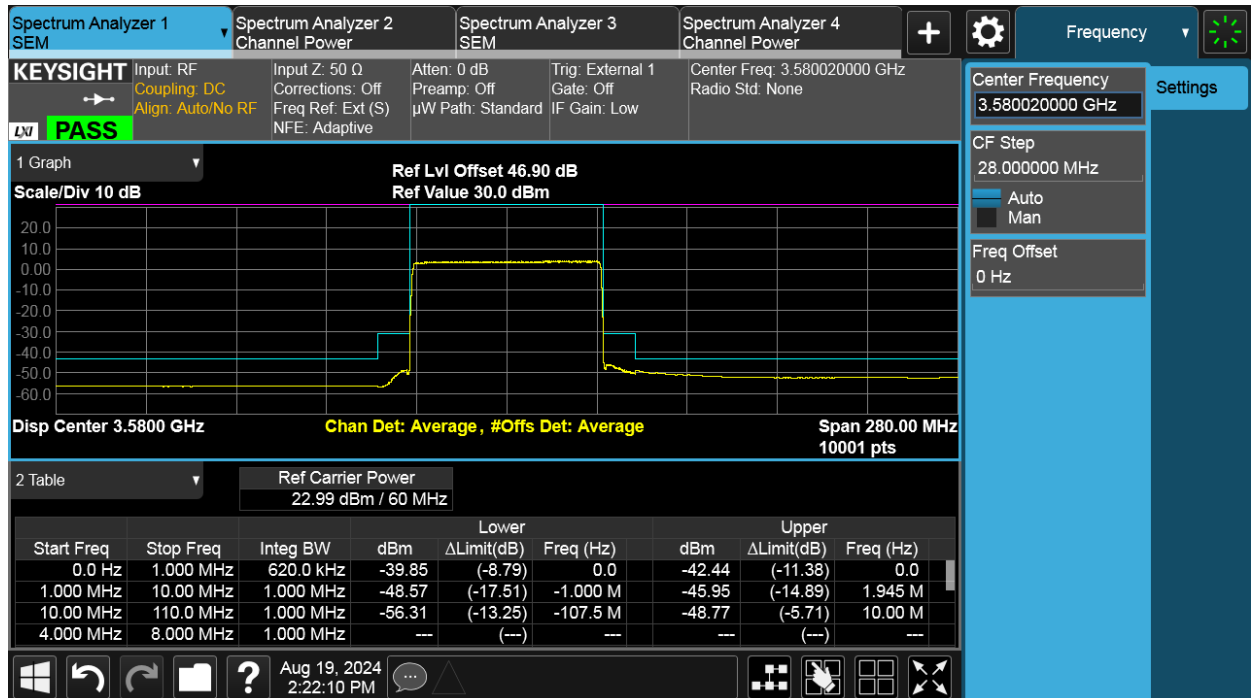 Spectrum Analyzer 1
SEM
Spectrum Analyzer 2
Channel Power
Spectrum Analyzer 3
SEM
Spectrum Analyzer 4
Channel Power
+
Frequency
KEYSIGHT
LXI
PASS
Input: RF
Coupling: DC
Align: Auto/No RF
Input Z: 50 Ω
Corrections: Off
Freq Ref: Ext (S)
NFE: Adaptive
Atten: 0 dB
Preamp: Off
µW Path: Standard
Trig: External 1
Gate: Off
IF Gain: Low
Center Freq: 3.580020000 GHz
Radio Std: None
Center Frequency
3.580020000 GHz
Settings
CF Step
28.000000 MHz
Auto
Man
Freq Offset
0 Hz
1 Graph
Scale/Div 10 dB
Ref Lvl Offset 46.90 dB
Ref Value 30.0 dBm
20.0
10.0
0.00
-10.0
-20.0
-30.0
-40.0
-50.0
-60.0
Disp Center 3.5800 GHz
Chan Det: Average , #Offs Det: Average
Span 280.00 MHz
10001 pts
2 Table
Ref Carrier Power
22.99 dBm / 60 MHz
Lower Upper
Start Freq Stop Freq Integ BW dBm ΔLimit(dB) Freq (Hz) dBm ΔLimit(dB) Freq (Hz)
0.0 Hz 1.000 MHz 620.0 kHz -39.85 (-8.79) 0.0 -42.44 (-11.38) 0.0
1.000 MHz 10.00 MHz 1.000 MHz -48.57 (-17.51) -1.000 M -45.95 (-14.89) 1.945 M
10.00 MHz 110.0 MHz 1.000 MHz -56.31 (-13.25) -107.5 M -48.77 (-5.71) 10.00 M
4.000 MHz 8.000 MHz 1.000 MHz --- (---) --- --- (---) ---
?
Aug 19, 2024
2:22:10 PM